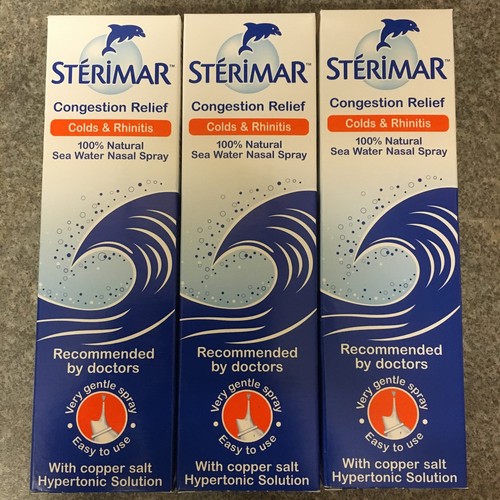 STÉRIMAR™
Congestion Relief
Colds & Rhinitis
100% Natural
Sea Water Nasal Spray
Recommended
by doctors
Very gentle spray
• Easy to use •
With copper salt
Hypertonic Solution
STÉRIMAR™
Congestion Relief
Colds & Rhinitis
100% Natural
Sea Water Nasal Spray
Recommended
by doctors
Very gentle spray
• Easy to use •
With copper salt
Hypertonic Solution
STÉRIMAR™
Congestion Relief
Colds & Rhinitis
100% Natural
Sea Water Nasal Spray
Recommended
by doctors
Very gentle spray
• Easy to use •
With copper salt
Hypertonic Solution